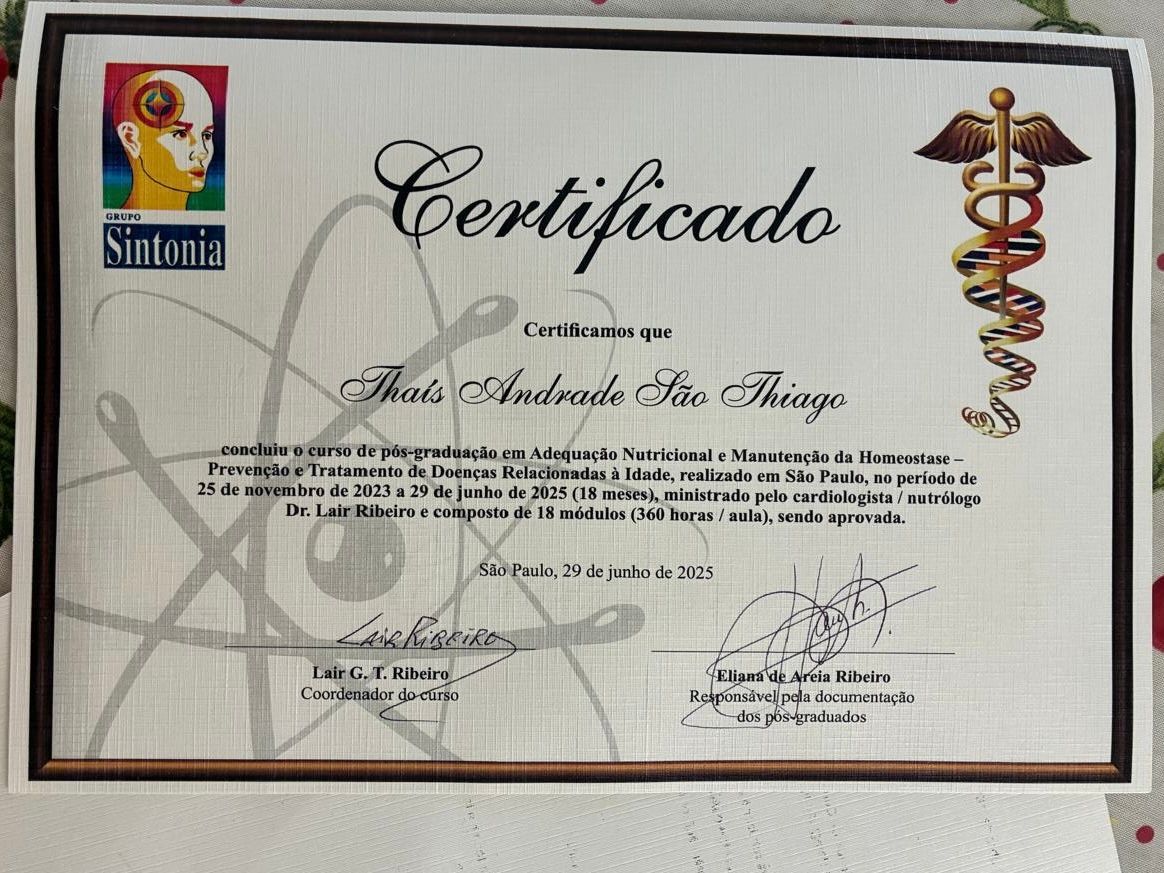 GRUPO
Sintonia
Certificado
Certificamos que
Thaís Andrade São Thiago
concluiu o curso de pós-graduação em Adequação Nutricional e Manutenção da Homeostase –
Prevenção e Tratamento de Doenças Relacionadas à Idade, realizado em São Paulo, no período de
25 de novembro de 2023 a 29 de junho de 2025 (18 meses), ministrado pelo cardiologista / nutrólogo
Dr. Lair Ribeiro e composto de 18 módulos (360 horas / aula), sendo aprovada.
São Paulo, 29 de junho de 2025
Lair Ribeiro
Lair G. T. Ribeiro
Coordenador do curso
Eliana de Areia Ribeiro
Responsável pela documentação
dos pós-graduados